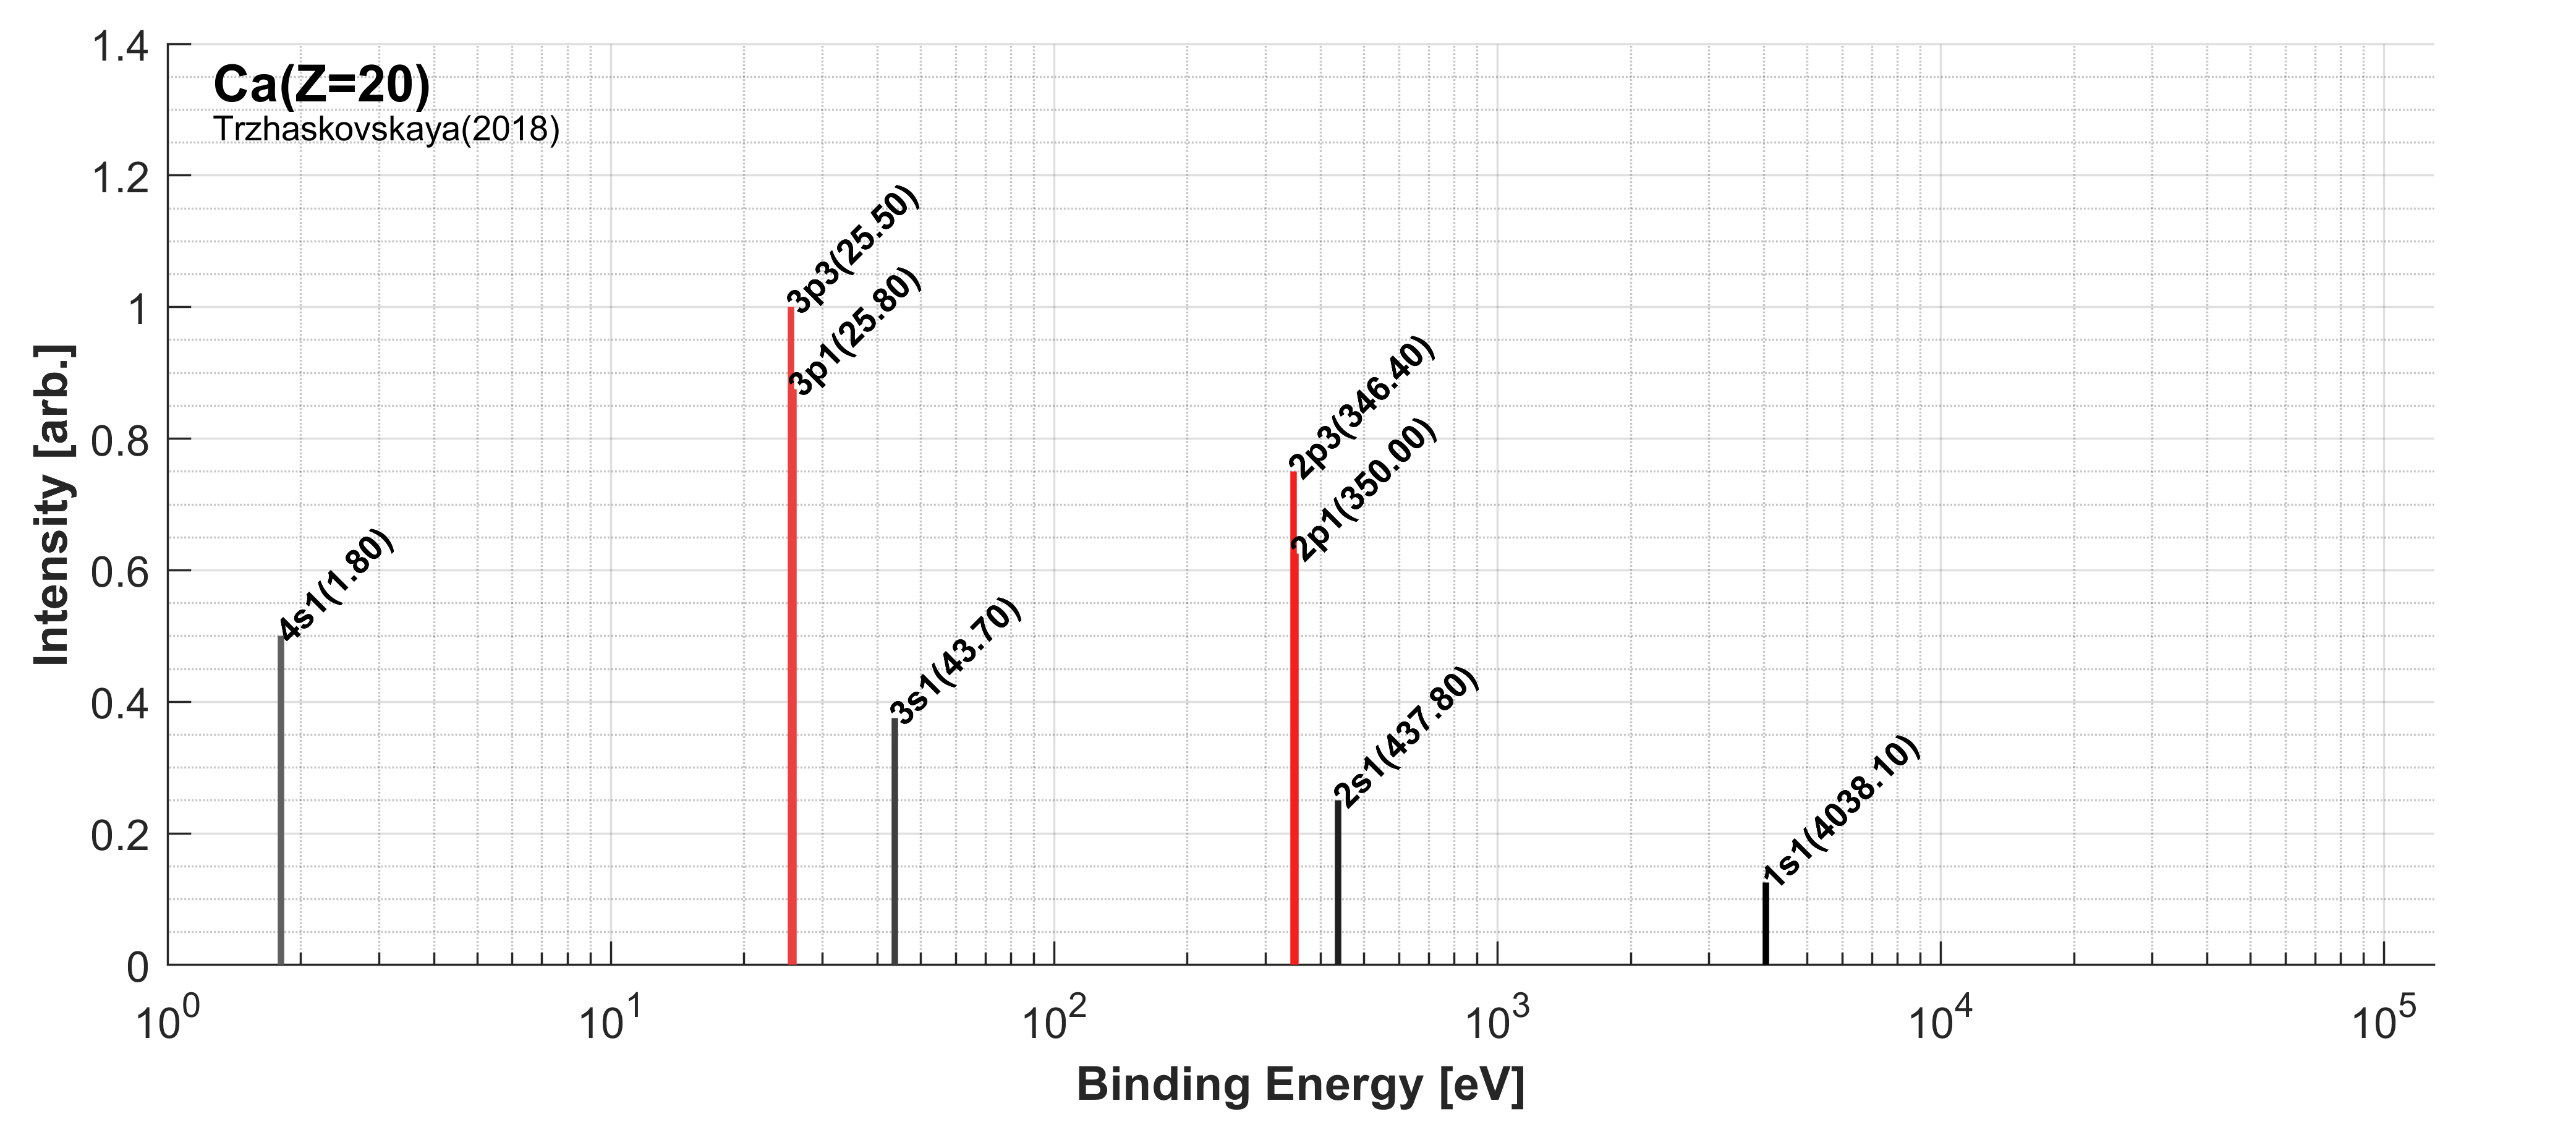 Ca(Z=20)
Trzhaskovskaya(2018)
Intensity [arb.]
1.4
1.2
1
0.8
0.6
0.4
0.2
0
4s1(1.80)
3p3(25.50)
3p1(25.80)
3s1(43.70)
2p3(346.40)
2p1(350.00)
2s1(437.80)
1s1(4038.10)
10^0 10^1 10^2 10^3 10^4 10^5
Binding Energy [eV]